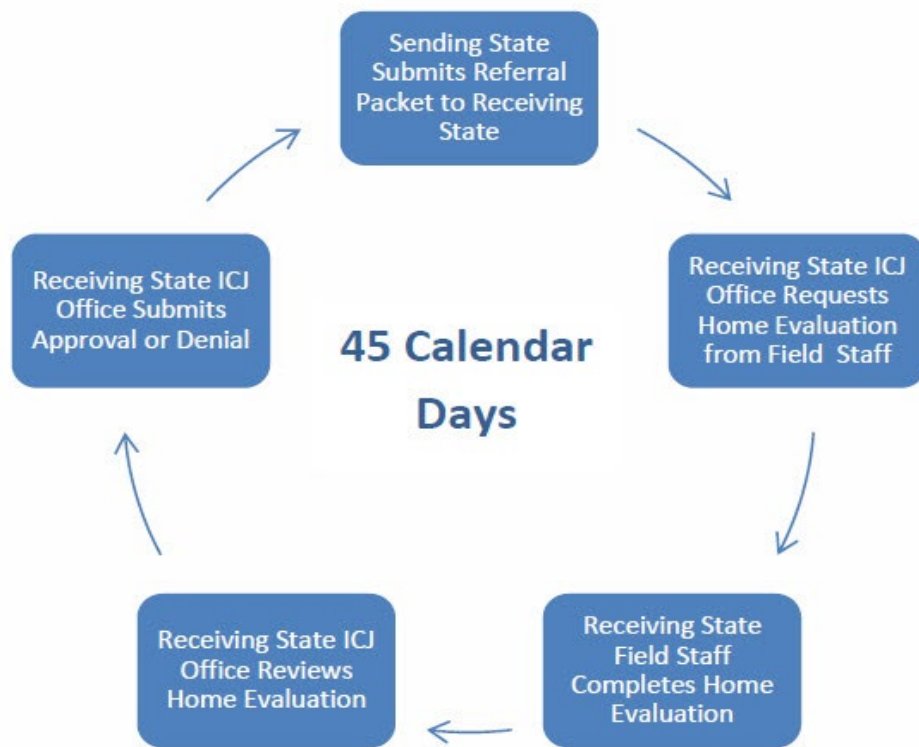 Sending State
Submits Referral
Packet to Receiving
State
Receiving State ICJ
Office Requests
Home Evaluation
from Field Staff
Receiving State
Field Staff
Completes Home
Evaluation
Receiving State ICJ
Office Reviews
Home Evaluation
Receiving State ICJ
Office Submits
Approval or Denial
45 Calendar
Days